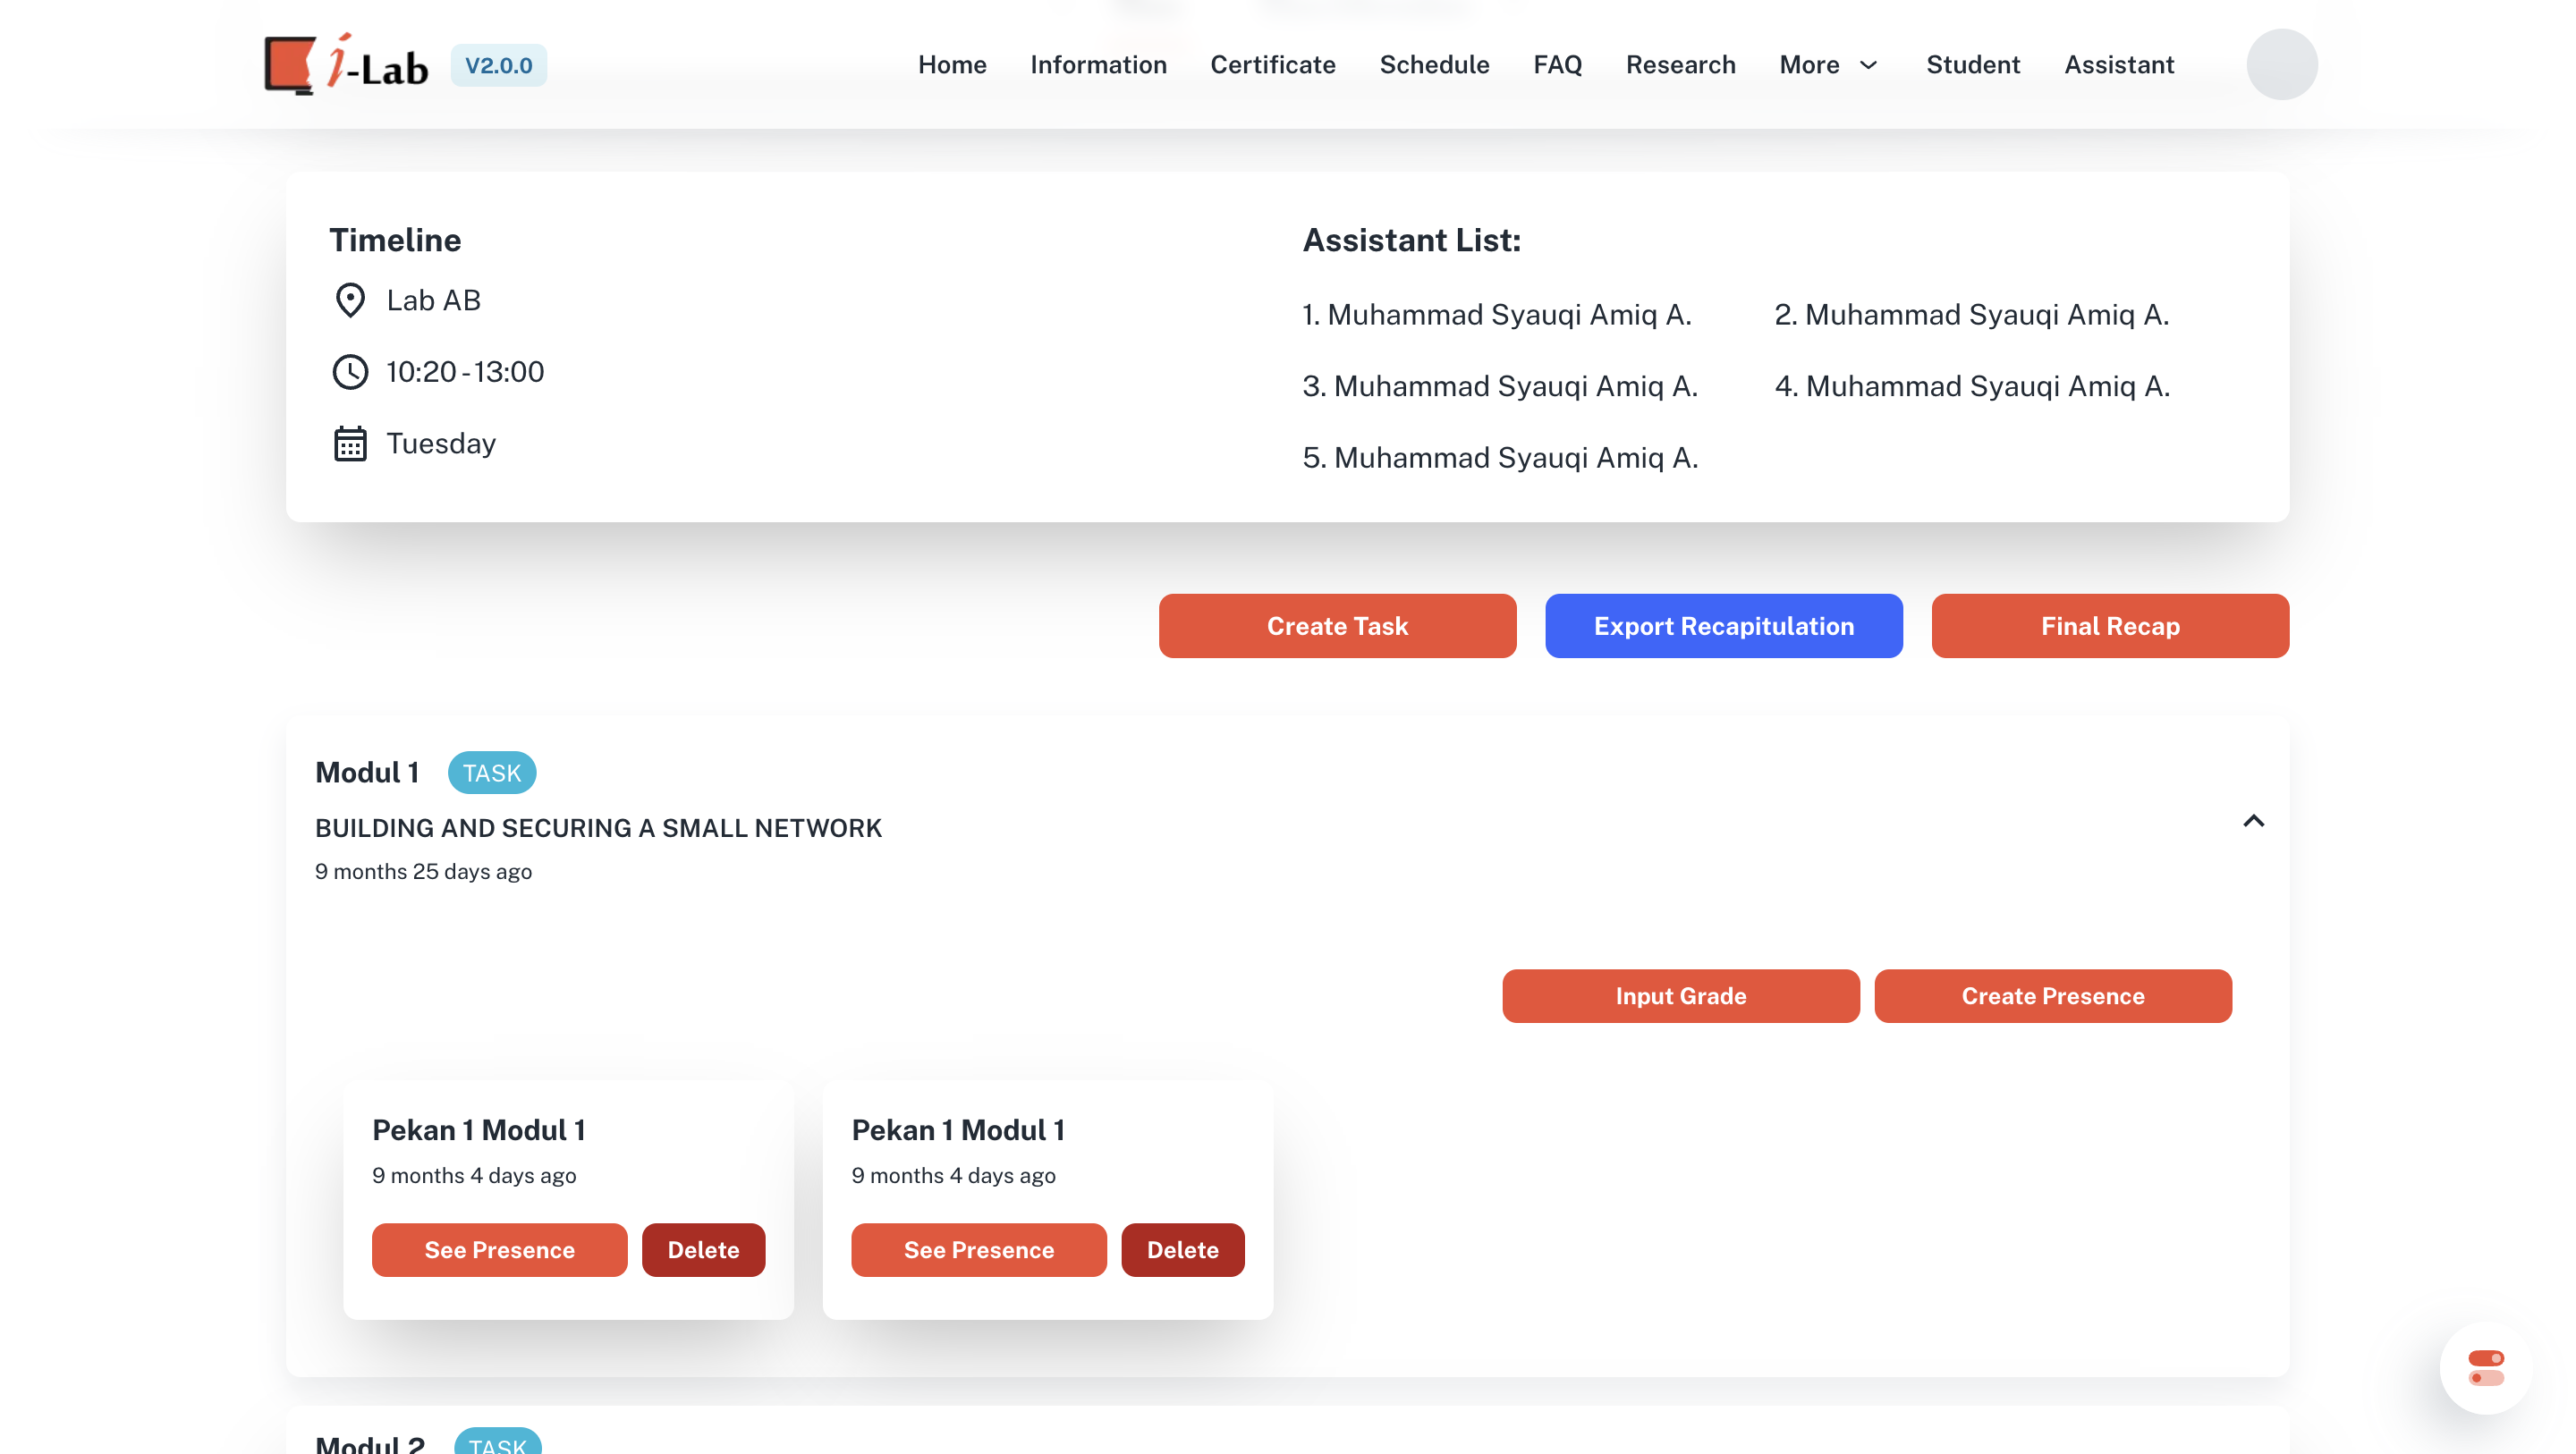 i-Lab V2.0.0 Home Information Certificate Schedule FAQ Research More Student Assistant
Timeline
Lab AB
10:20 - 13:00
Tuesday
Assistant List:
1. Muhammad Syauqi Amiq A. 2. Muhammad Syauqi Amiq A.
3. Muhammad Syauqi Amiq A. 4. Muhammad Syauqi Amiq A.
5. Muhammad Syauqi Amiq A.
Create Task Export Recapitulation Final Recap
Modul 1 TASK
BUILDING AND SECURING A SMALL NETWORK
9 months 25 days ago
Input Grade Create Presence
Pekan 1 Modul 1
9 months 4 days ago
See Presence Delete
Pekan 1 Modul 1
9 months 4 days ago
See Presence Delete
Modul 2 TASK